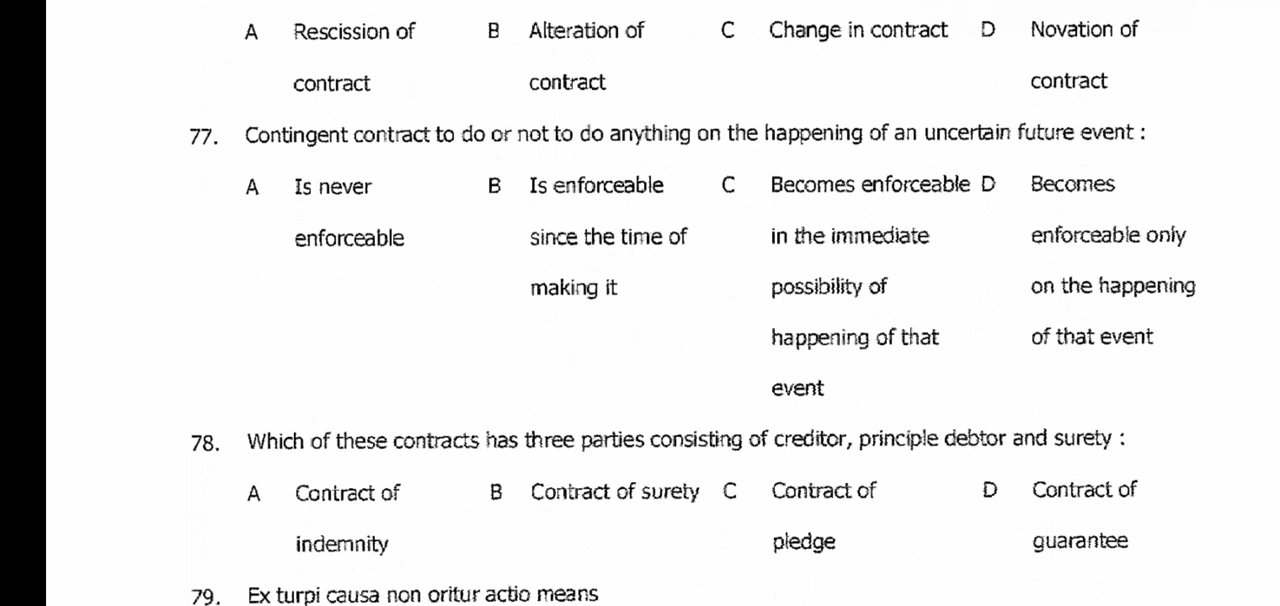 A Rescission of B Alteration of C Change in contract D Novation of
contract contract contract
77. Contingent contract to do or not to do anything on the happening of an uncertain future event :
A Is never B Is enforceable C Becomes enforceable D Becomes
enforceable since the time of in the immediate enforceable only
making it possibility of on the happening
happening of that of that event
event
78. Which of these contracts has three parties consisting of creditor, principle debtor and surety :
A Contract of B Contract of surety C Contract of D Contract of
indemnity pledge guarantee
79. Ex turpi causa non oritur actio means